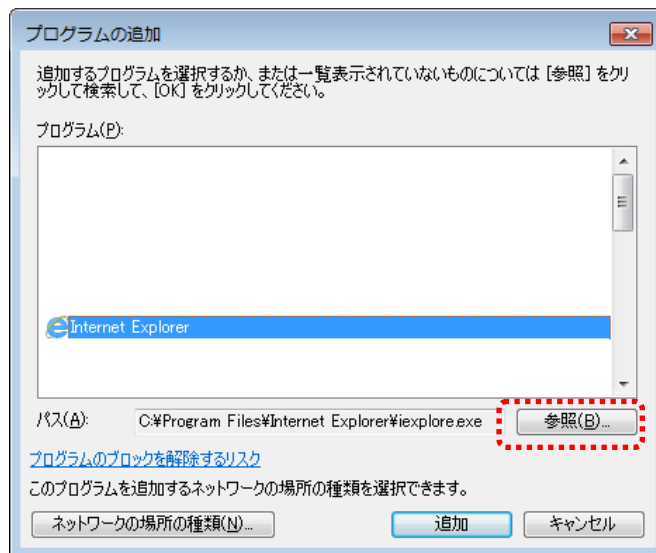 プログラムの追加
追加するプログラムを選択するか、または一覧表示されていないものについては [参照] をクリ
ックして検索して、[OK] をクリックしてください。
プログラム(P):
Internet Explorer
パス(A): C:¥Program Files¥Internet Explorer¥iexplore.exe 参照(B)...
プログラムのブロックを解除するリスク
このプログラムを追加するネットワークの場所の種類を選択できます。
ネットワークの場所の種類(N)... 追加 キャンセル